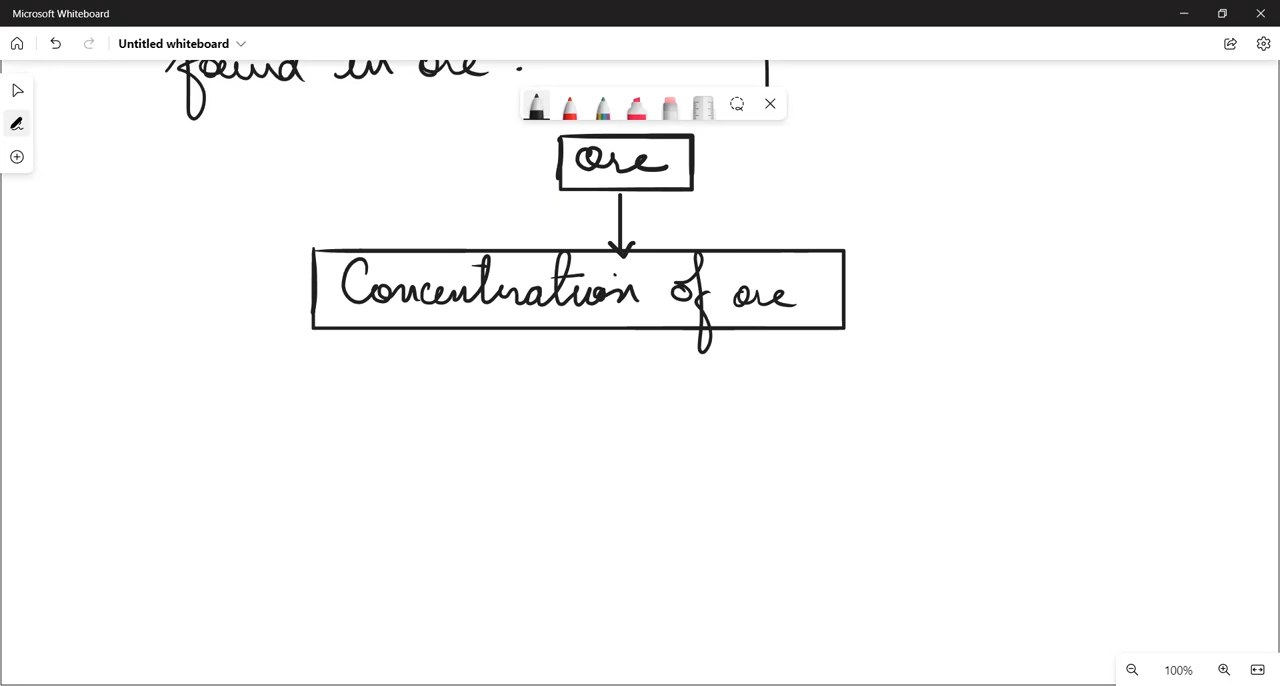 Microsoft Whiteboard
Untitled whiteboard
found in ore.
ore
Concentration of ore
100%